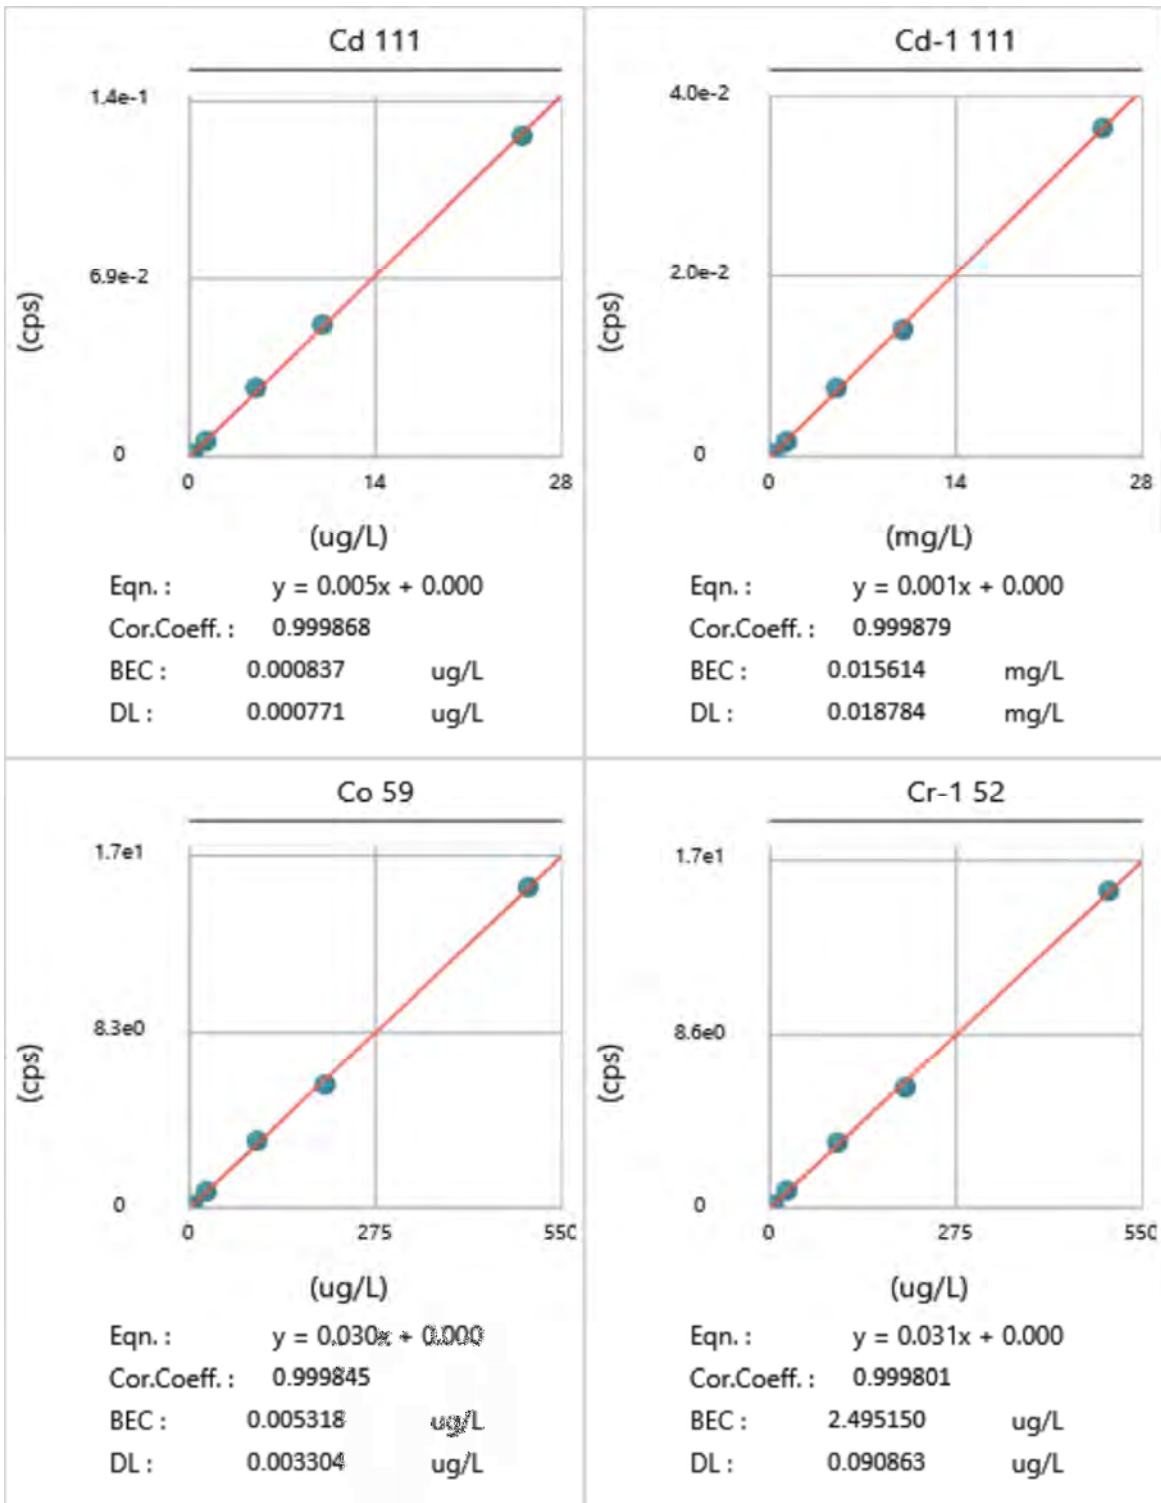 Cd 111
1.4e-1
6.9e-2
0
(cps)
0 14 28
(ug/L)
Eqn. : y = 0.005x + 0.000
Cor.Coeff. : 0.999868
BEC : 0.000837 ug/L
DL : 0.000771 ug/L
Cd-1 111
4.0e-2
2.0e-2
0
(cps)
0 14 28
(mg/L)
Eqn. : y = 0.001x + 0.000
Cor.Coeff. : 0.999879
BEC : 0.015614 mg/L
DL : 0.018784 mg/L
Co 59
1.7e1
8.3e0
0
(cps)
0 275 550
(ug/L)
Eqn. : y = 0.030x + 0.000
Cor.Coeff. : 0.999845
BEC : 0.005318 ug/L
DL : 0.003304 ug/L
Cr-1 52
1.7e1
8.6e0
0
(cps)
0 275 550
(ug/L)
Eqn. : y = 0.031x + 0.000
Cor.Coeff. : 0.999801
BEC : 2.495150 ug/L
DL : 0.090863 ug/L